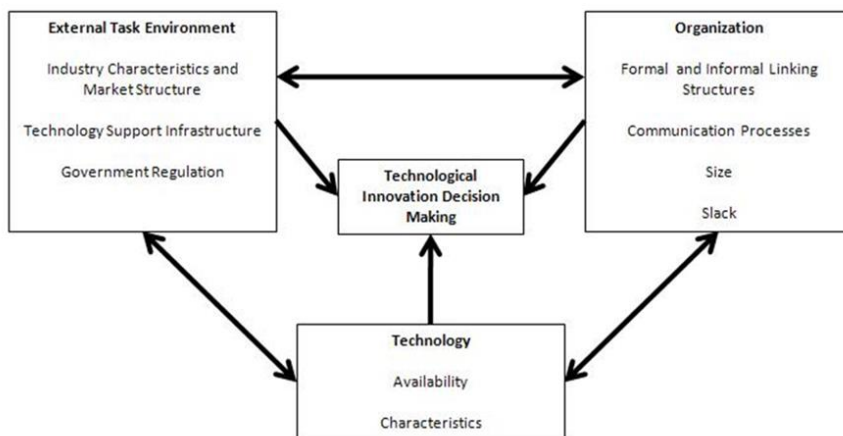 External Task Environment
Industry Characteristics and
Market Structure
Technology Support Infrastructure
Government Regulation
Organization
Formal and Informal Linking
Structures
Communication Processes
Size
Slack
Technological
Innovation Decision
Making
Technology
Availability
Characteristics